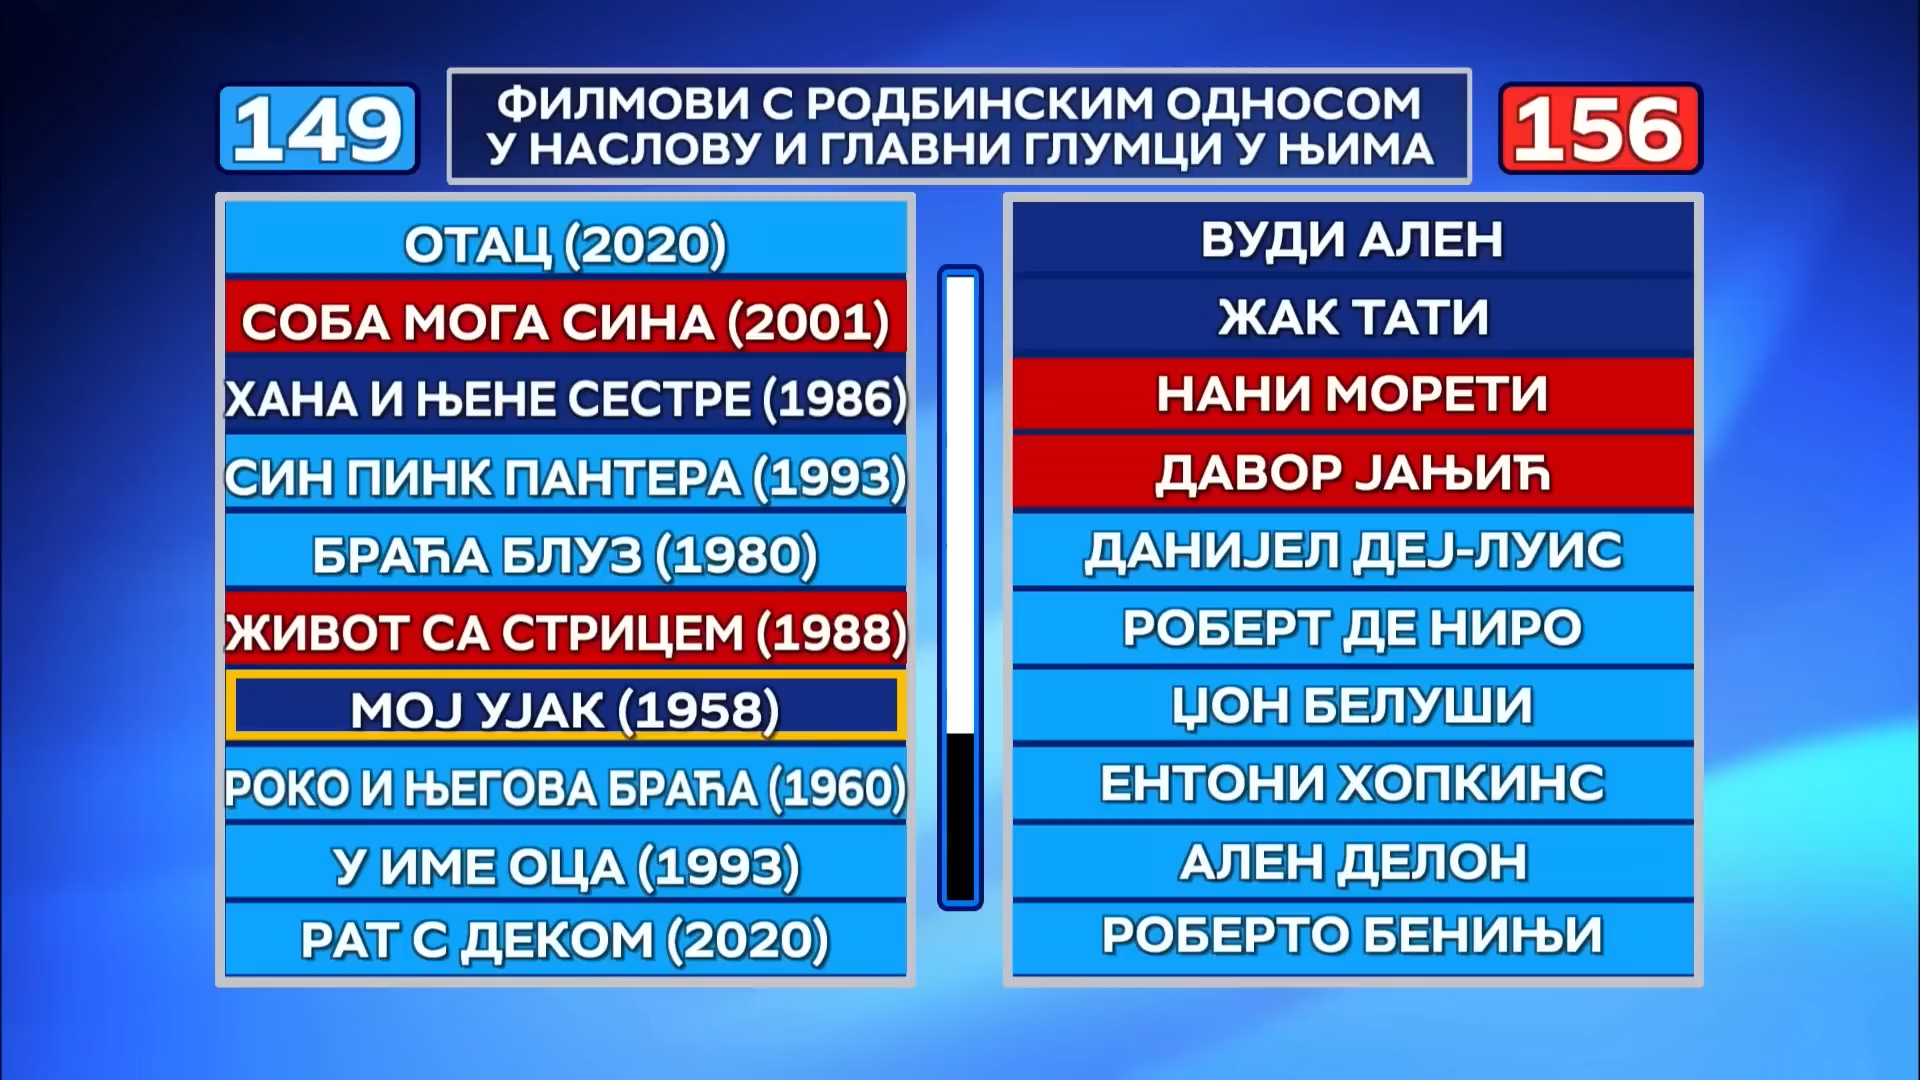 149
ФИЛМОВИ С РОДБИНСКИМ ОДНОСОМ
У НАСЛОВУ И ГЛАВНИ ГЛУМЦИ У ЊИМА
156
ОТАЦ (2020)
СОБА МОГА СИНА (2001)
ХАНА И ЊЕНЕ СЕСТРЕ (1986)
СИН ПИНК ПАНТЕРА (1993)
БРАЋА БЛУЗ (1980)
ЖИВОТ СА СТРИЦЕМ (1988)
МОЈ УЈАК (1958)
РОКО И ЊЕГОВА БРАЋА (1960)
У ИМЕ ОЦА (1993)
РАТ С ДЕКОМ (2020)
ВУДИ АЛЕН
ЖАК ТАТИ
НАНИ МОРЕТИ
ДАВОР ЈАЊИЋ
ДАНИЈЕЛ ДЕЈ-ЛУИС
РОБЕРТ ДЕ НИРО
ЏОН БЕЛУШИ
ЕНТОНИ ХОПКИНС
АЛЕН ДЕЛОН
РОБЕРТО БЕНИЊИ